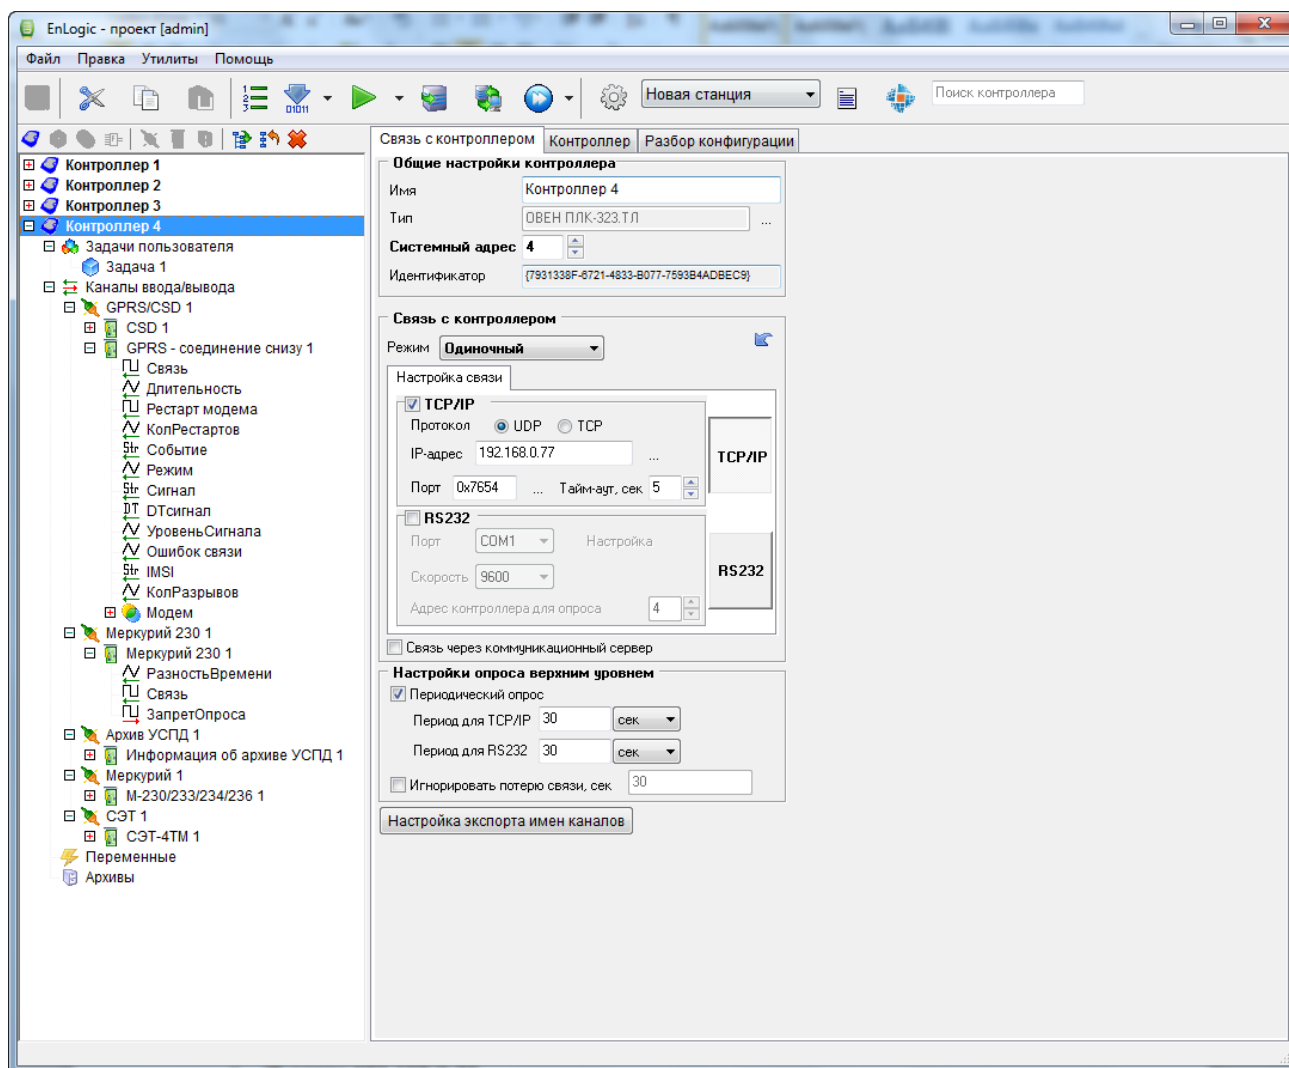 EnLogic - проект [admin]
Файл Правка Утилиты Помощь
Новая станция
Поиск контроллера
Контроллер 1
Контроллер 2
Контроллер 3
Контроллер 4
Задачи пользователя
Задача 1
Каналы ввода/вывода
GPRS/CSD 1
CSD 1
GPRS - соединение снизу 1
Связь
Длительность
Рестарт модема
КолРестартов
Событие
Режим
Сигнал
DTсигнал
УровеньСигнала
Ошибок связи
IMSI
КолРазрывов
Модем
Меркурий 230 1
Меркурий 230 1
РазностьВремени
Связь
ЗапретОпроса
Архив УСПД 1
Информация об архиве УСПД 1
Меркурий 1
М-230/233/234/236 1
СЭТ 1
СЭТ-4ТМ 1
Переменные
Архивы
Связь с контроллером Контроллер Разбор конфигурации
Общие настройки контроллера
Имя Контроллер 4
Тип ОВЕН ПЛК-323.ТЛ ...
Системный адрес 4
Идентификатор {7931338F-6721-4833-B077-7593B4ADBEC9}
Связь с контроллером
Режим Одиночный
Настройка связи
TCP/IP
Протокол UDP TCP
IP-адрес 192.168.0.77 ...
Порт 0x7654 ... Тайм-аут, сек 5
TCP/IP
RS232
Порт COM1 Настройка
Скорость 9600
Адрес контроллера для опроса 4
RS232
Связь через коммуникационный сервер
Настройки опроса верхним уровнем
Периодический опрос
Период для TCP/IP 30 сек
Период для RS232 30 сек
Игнорировать потерю связи, сек 30
Настройка экспорта имен каналов